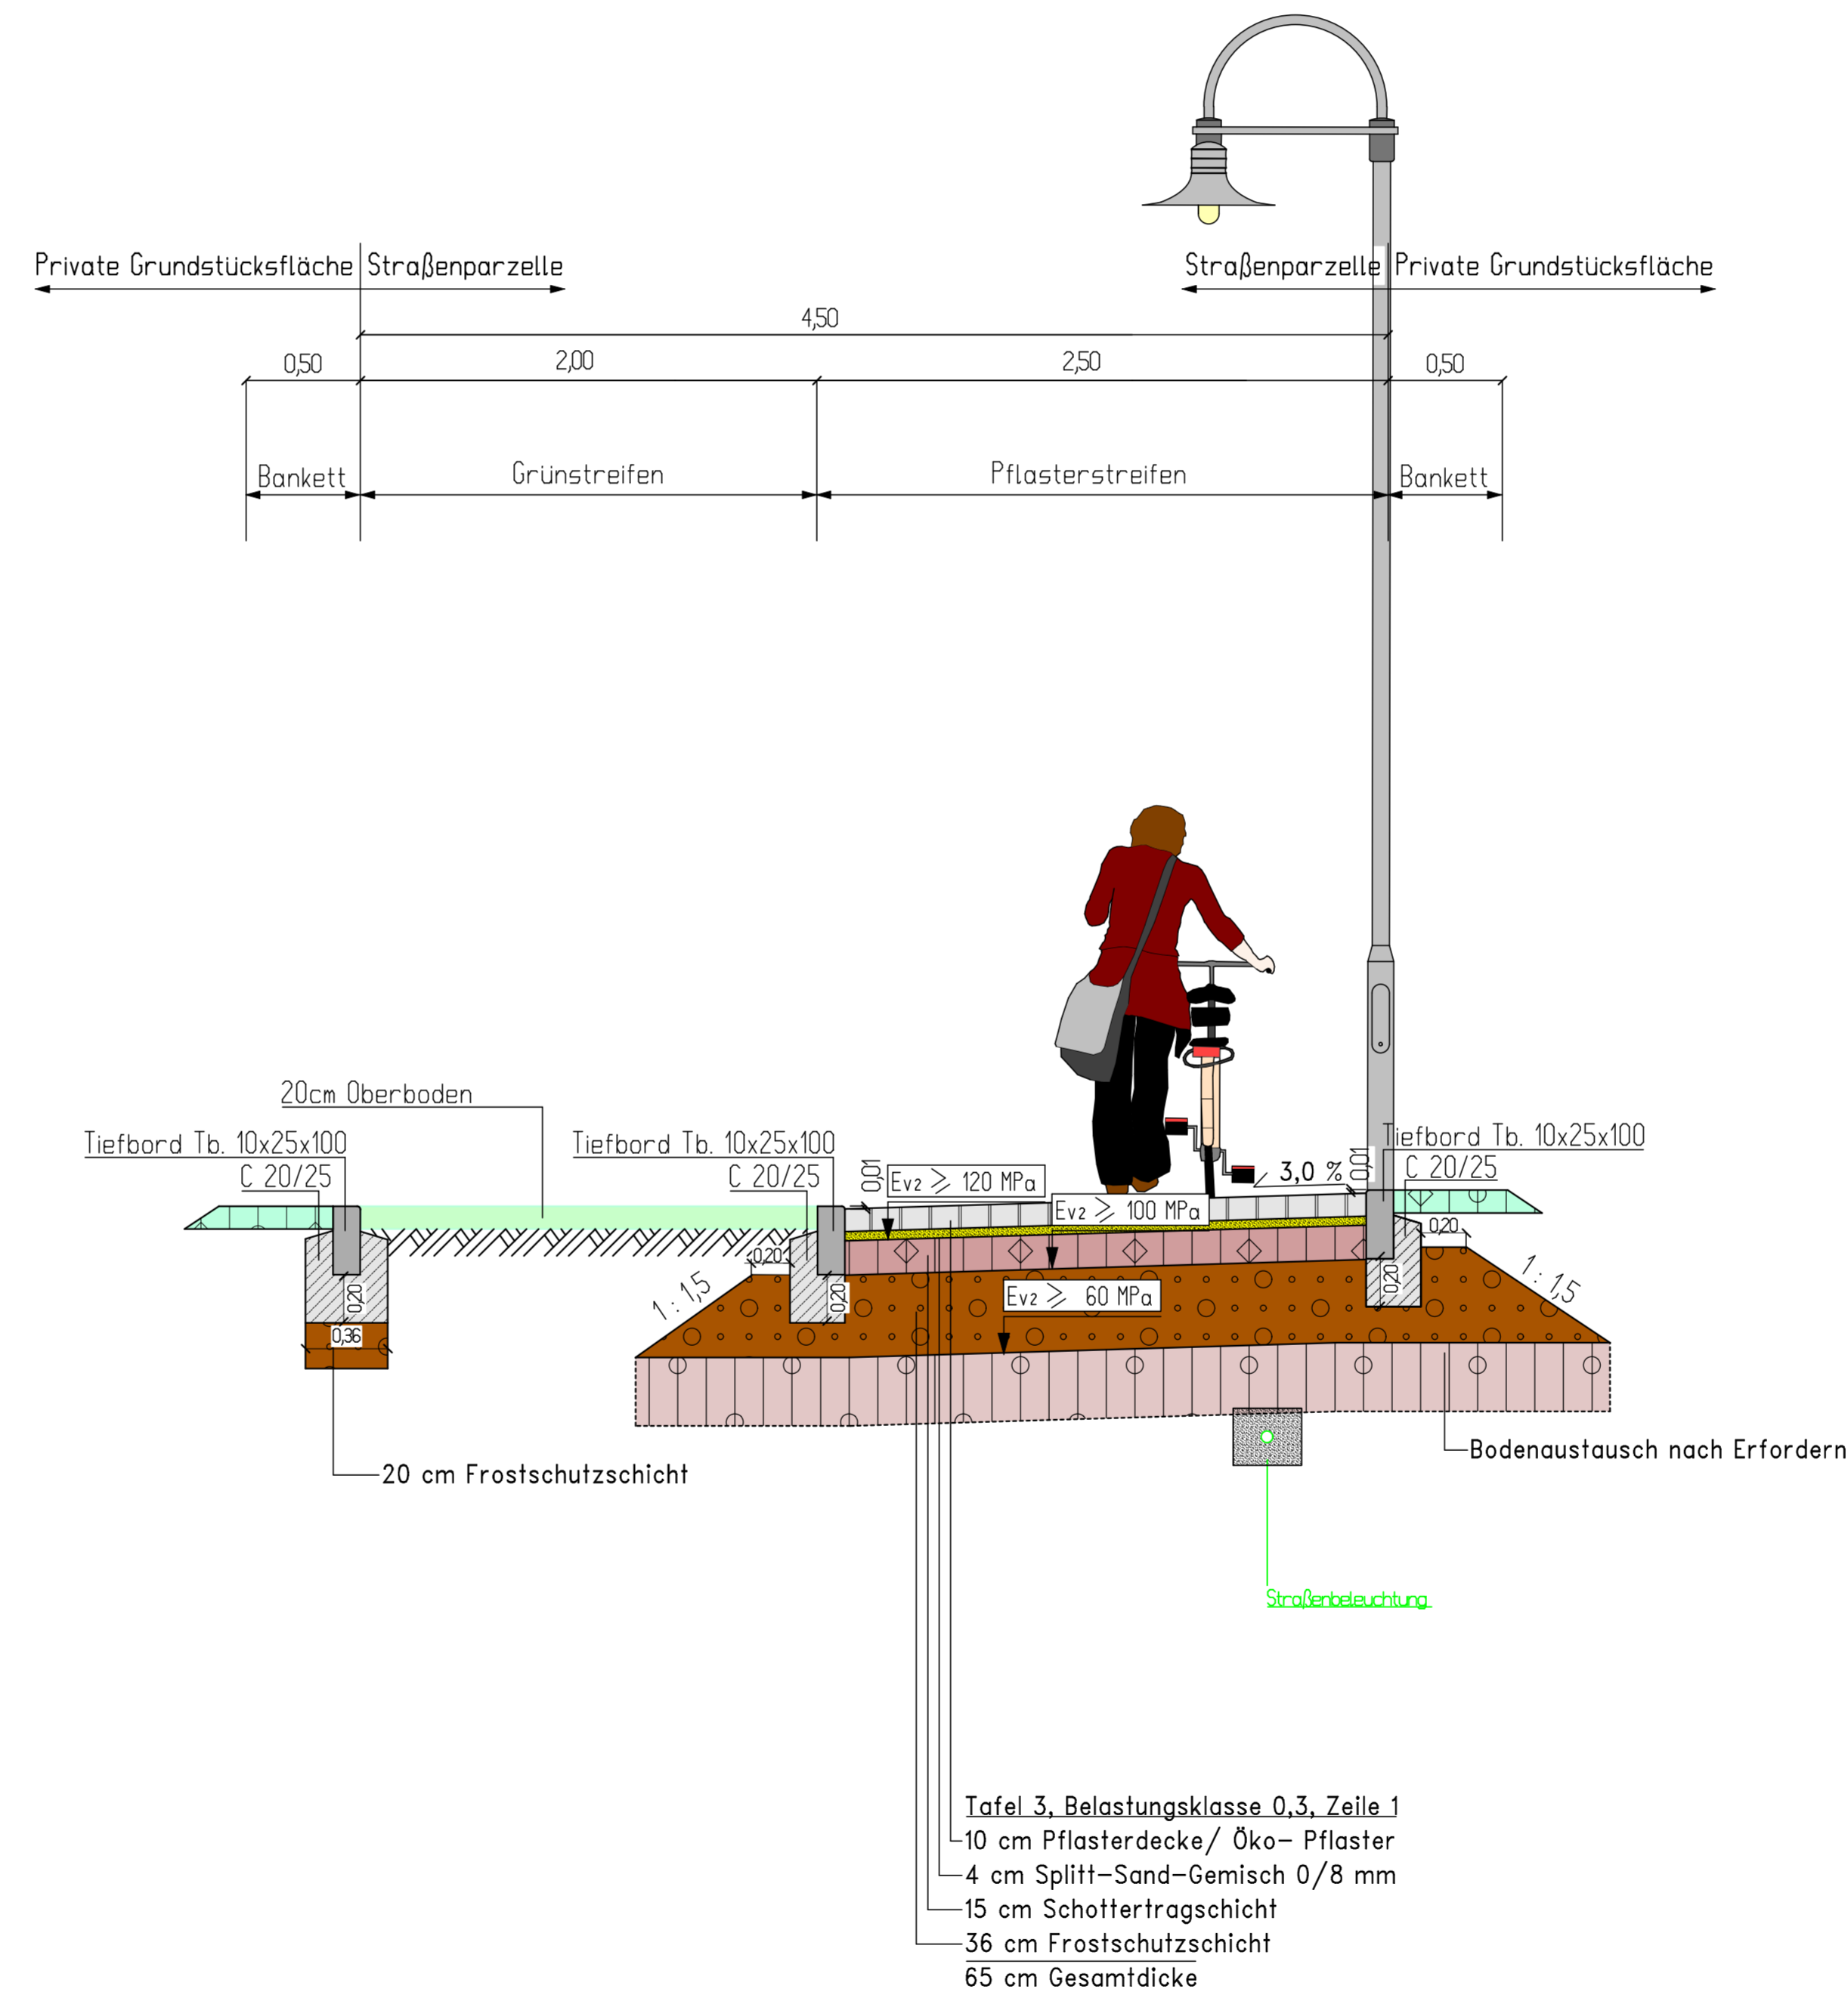 Private Grundstücksfläche Straßenparzelle
Straßenparzelle Private Grundstücksfläche
4,50
0,50 2,00 2,50 0,50
Bankett Grünstreifen Pflasterstreifen Bankett
20cm Oberboden
Tiefbord Tb. 10x25x100
C 20/25
Tiefbord Tb. 10x25x100
C 20/25
0,01
Ev2 ≥ 120 MPa
Ev2 ≥ 100 MPa
Ev2 ≥ 60 MPa
3,0 %
0,01
Tiefbord Tb. 10x25x100
C 20/25
0,20
0,20
1 : 1,5
1 : 1,5
0,20
0,20
0,20
0,36
20 cm Frostschutzschicht
Bodenaustausch nach Erfordern
Straßenbeleuchtung
Tafel 3, Belastungsklasse 0,3, Zeile 1
10 cm Pflasterdecke/ Öko- Pflaster
4 cm Splitt-Sand-Gemisch 0/8 mm
15 cm Schottertragschicht
36 cm Frostschutzschicht
65 cm Gesamtdicke